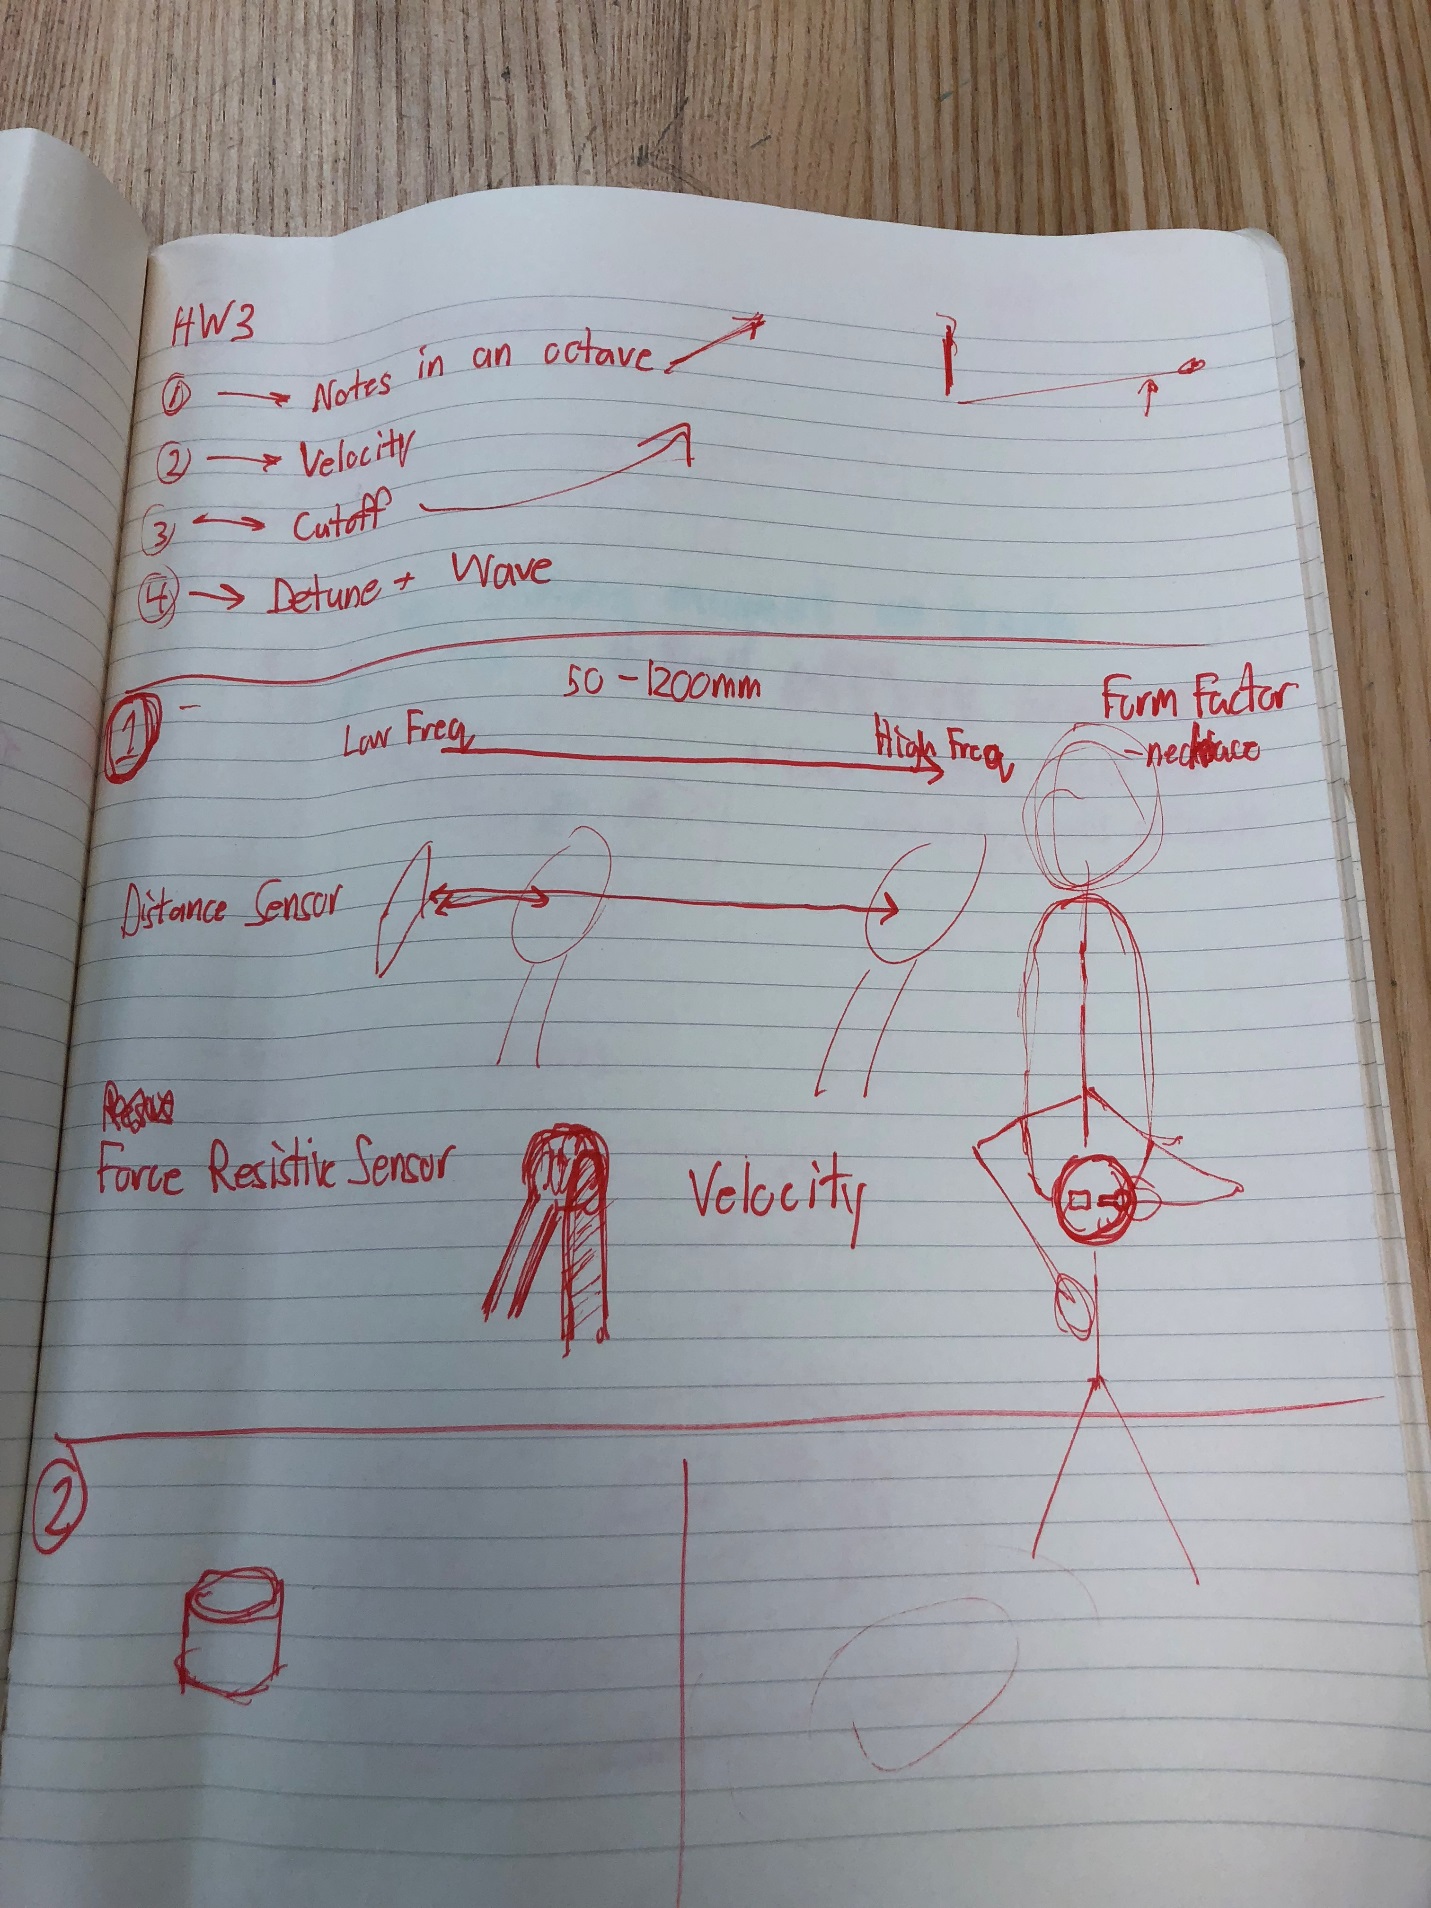 HW3
① → Notes in an octave
② → Velocity
③ → Cutoff
④ → Detune + Wave
50 - 1200mm
① -
Low Freq
High Freq
Form Factor
- necklace
Distance Sensor
Force Resistive Sensor
Velocity
②